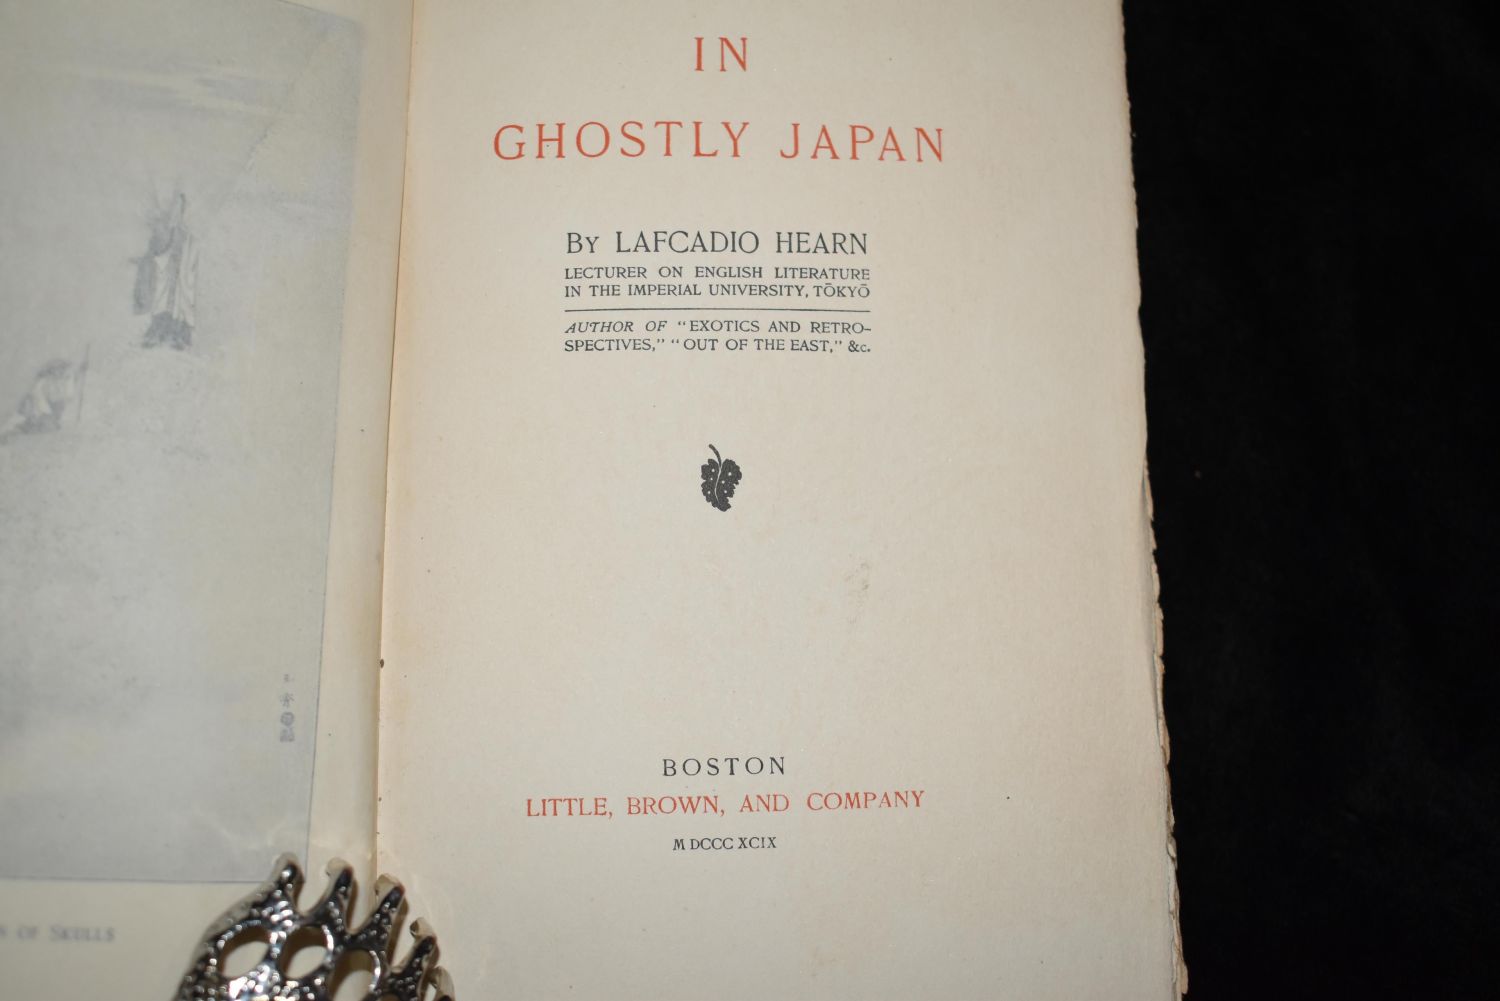 IN
GHOSTLY JAPAN
BY LAFCADIO HEARN
LECTURER ON ENGLISH LITERATURE
IN THE IMPERIAL UNIVERSITY, TŌKYŌ
AUTHOR OF "EXOTICS AND RETRO-
SPECTIVES," "OUT OF THE EAST," &c.
BOSTON
LITTLE, BROWN, AND COMPANY
M DCCC XCIX
OF SKULLS